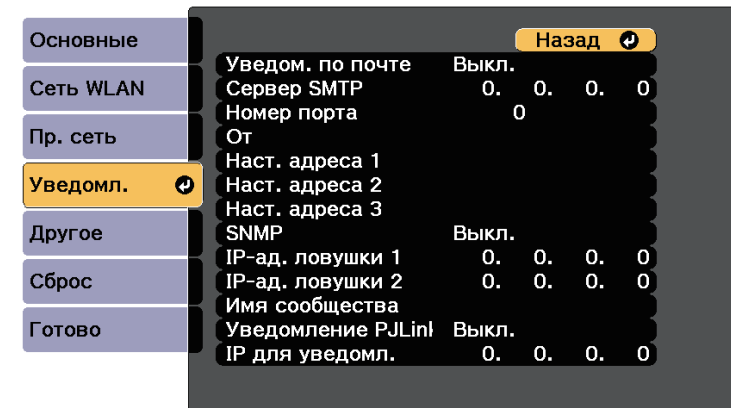 Основные
Сеть WLAN
Пр. сеть
Уведомл.
Другое
Сброс
Готово
Назад
Уведом. по почте Выкл.
Сервер SMTP 0. 0. 0. 0
Номер порта 0
От
Наст. адреса 1
Наст. адреса 2
Наст. адреса 3
SNMP Выкл.
IP-ад. ловушки 1 0. 0. 0. 0
IP-ад. ловушки 2 0. 0. 0. 0
Имя сообщества
Уведомление PJLink Выкл.
IP для уведомл. 0. 0. 0. 0